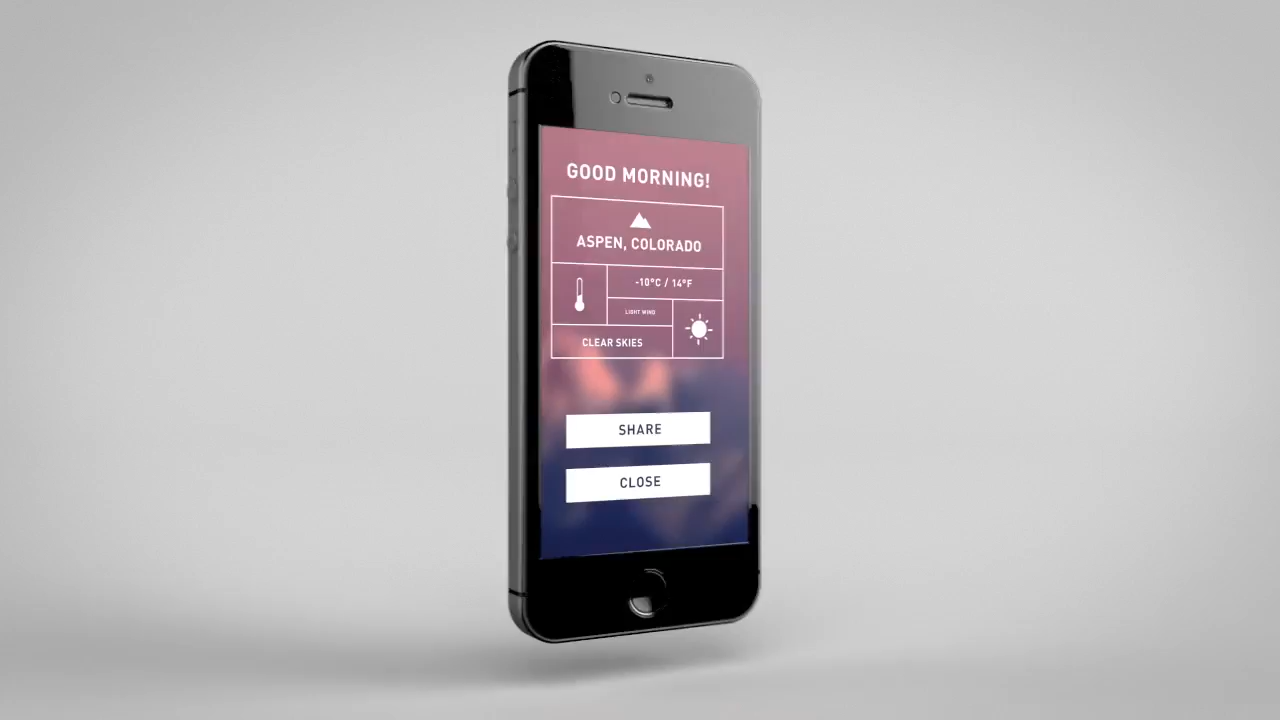 GOOD MORNING!
ASPEN, COLORADO
-10°C / 14°F
LIGHT WIND
CLEAR SKIES
SHARE
CLOSE